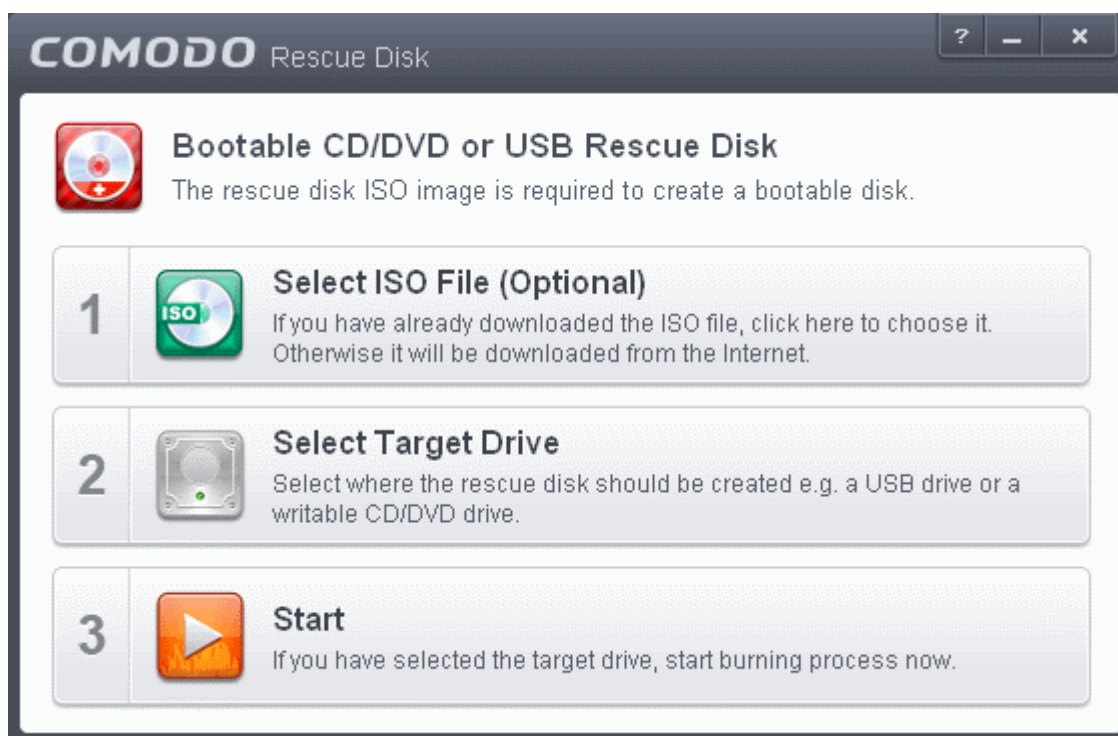 COMODO Rescue Disk
? _ ×
Bootable CD/DVD or USB Rescue Disk
The rescue disk ISO image is required to create a bootable disk.
1
ISO
Select ISO File (Optional)
If you have already downloaded the ISO file, click here to choose it.
Otherwise it will be downloaded from the Internet.
2
Select Target Drive
Select where the rescue disk should be created e.g. a USB drive or a
writable CD/DVD drive.
3
Start
If you have selected the target drive, start burning process now.